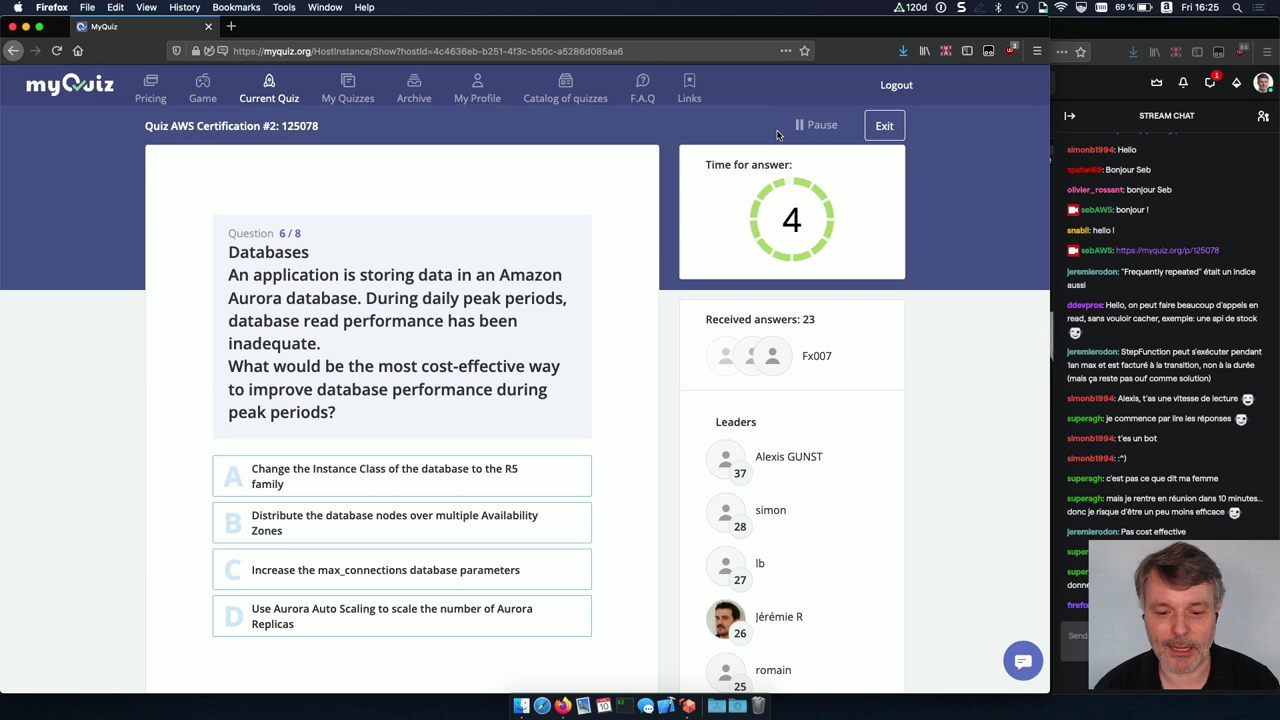 Firefox File Edit View History Bookmarks Tools Window Help
120d 69 % Fri 16:25
MyQuiz
https://myquiz.org/HostInstance/Show?hostId=4c4636eb-b251-4f3c-b50c-a5286d085aa6
myQuiz
Pricing Game Current Quiz My Quizzes Archive My Profile Catalog of quizzes F.A.Q Links
Logout
Quiz AWS Certification #2: 125078
Pause
Exit
Question 6 / 8
Databases
An application is storing data in an Amazon
Aurora database. During daily peak periods,
database read performance has been
inadequate.
What would be the most cost-effective way
to improve database performance during
peak periods?
A Change the Instance Class of the database to the R5
family
B Distribute the database nodes over multiple Availability
Zones
C Increase the max_connections database parameters
D Use Aurora Auto Scaling to scale the number of Aurora
Replicas
Time for answer:
4
Received answers: 23
Fx007
Leaders
Alexis GUNST
37
simon
28
lb
27
Jérémie R
26
romain
25
STREAM CHAT
simonb1994: Hello
tpatwi69: Bonjour Seb
olivier_rossant: bonjour Seb
sebAWS: bonjour !
snabil: hello !
sebAWS: https://myquiz.org/p/125078
jeremlerodon: "Frequently repeated" était un indice
aussi
ddevpros: Hello, on peut faire beaucoup d'appels en
read, sans vouloir cacher, exemple: une api de stock
jeremlerodon: StepFunction peut s'exécuter pendant
1an max et est facturé à la transition, non à la durée
(mais ça reste pas ouf comme solution)
simonb1994: Alexis, t'as une vitesse de lecture
superagh: je commence par lire les réponses
simonb1994: t'es un bot
simonb1994: :^)
superagh: c'est pas ce que dit ma femme
superagh: mais je rentre en réunion dans 10 minutes...
donc je risque d'être un peu moins efficace
jeremlerodon: Pas cost effective
Send